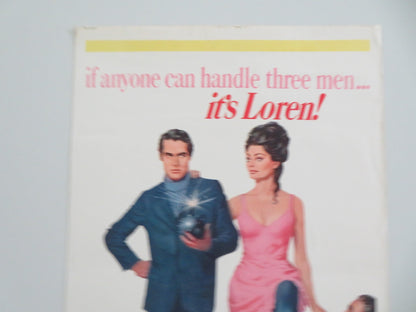 if anyone can handle three men...
it's Loren!